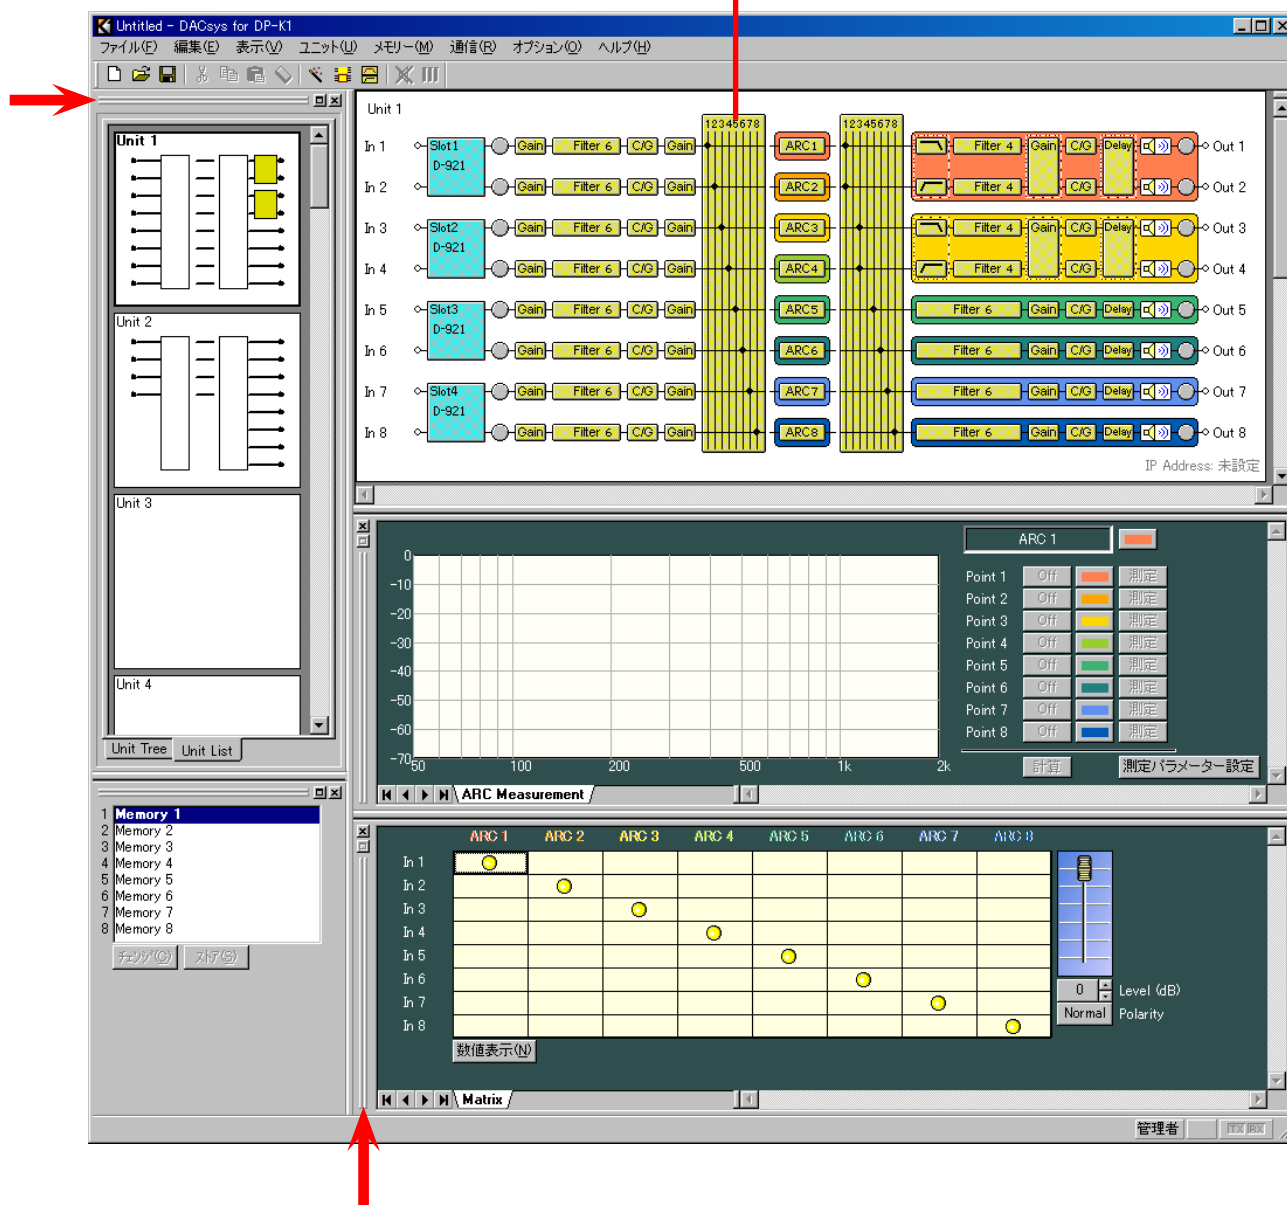 Untitled - DACsys for DP-K1
ファイル(F) 編集(E) 表示(V) ユニット(U) メモリー(M) 通信(R) オプション(O) ヘルプ(H)
Unit 1
Unit 2
Unit 3
Unit 4
Unit Tree Unit List
1 Memory 1
2 Memory 2
3 Memory 3
4 Memory 4
5 Memory 5
6 Memory 6
7 Memory 7
8 Memory 8
チェンジ(C) ストア(S)
Unit 1
12345678 12345678
In 1 Slot1 Gain Filter 6 C/G Gain ARC1 Filter 4 Gain C/G Delay Out 1
D-921
In 2 Gain Filter 6 C/G Gain ARC2 Filter 4 C/G Out 2
In 3 Slot2 Gain Filter 6 C/G Gain ARC3 Filter 4 Gain C/G Delay Out 3
D-921
In 4 Gain Filter 6 C/G Gain ARC4 Filter 4 C/G Out 4
In 5 Slot3 Gain Filter 6 C/G Gain ARC5 Filter 6 Gain C/G Delay Out 5
D-921
In 6 Gain Filter 6 C/G Gain ARC6 Filter 6 Gain C/G Delay Out 6
In 7 Slot4 Gain Filter 6 C/G Gain ARC7 Filter 6 Gain C/G Delay Out 7
D-921
In 8 Gain Filter 6 C/G Gain ARC8 Filter 6 Gain C/G Delay Out 8
IP Address: 未設定
0
-10
-20
-30
-40
-50
-60
-70
50 100 200 500 1k 2k
ARC 1
Point 1 Off 測定
Point 2 Off 測定
Point 3 Off 測定
Point 4 Off 測定
Point 5 Off 測定
Point 6 Off 測定
Point 7 Off 測定
Point 8 Off 測定
計算 測定パラメーター設定
ARC Measurement
ARC 1 ARC 2 ARC 3 ARC 4 ARC 5 ARC 6 ARC 7 ARC 8
In 1
In 2
In 3
In 4
In 5
In 6
In 7
In 8
0 Level (dB)
Normal Polarity
数値表示(N)
Matrix
管理者 TX RX